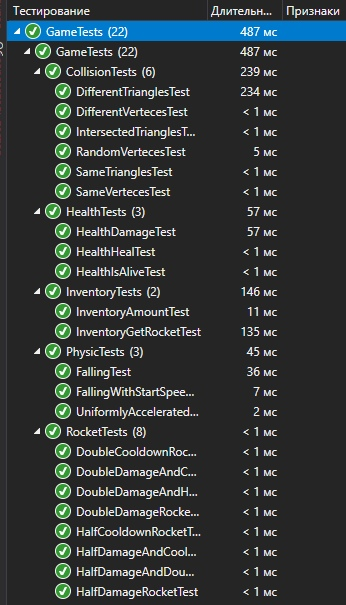 Тестирование Длительн... Признаки
GameTests (22) 487 мс
GameTests (22) 487 мс
CollisionTests (6) 239 мс
DifferentTrianglesTest 234 мс
DifferentVertecesTest < 1 мс
IntersectedTrianglesT... < 1 мс
RandomVertecesTest 5 мс
SameTrianglesTest < 1 мс
SameVertecesTest < 1 мс
HealthTests (3) 57 мс
HealthDamageTest 57 мс
HealthHealTest < 1 мс
HealthIsAliveTest < 1 мс
InventoryTests (2) 146 мс
InventoryAmountTest 11 мс
InventoryGetRocketTest 135 мс
PhysicTests (3) 45 мс
FallingTest 36 мс
FallingWithStartSpee... 7 мс
UniformlyAccelerated... 2 мс
RocketTests (8) < 1 мс
DoubleCooldownRoc... < 1 мс
DoubleDamageAndC... < 1 мс
DoubleDamageAndH... < 1 мс
DoubleDamageRocke... < 1 мс
HalfCooldownRocketT... < 1 мс
HalfDamageAndCool... < 1 мс
HalfDamageAndDou... < 1 мс
HalfDamageRocketTest < 1 мс